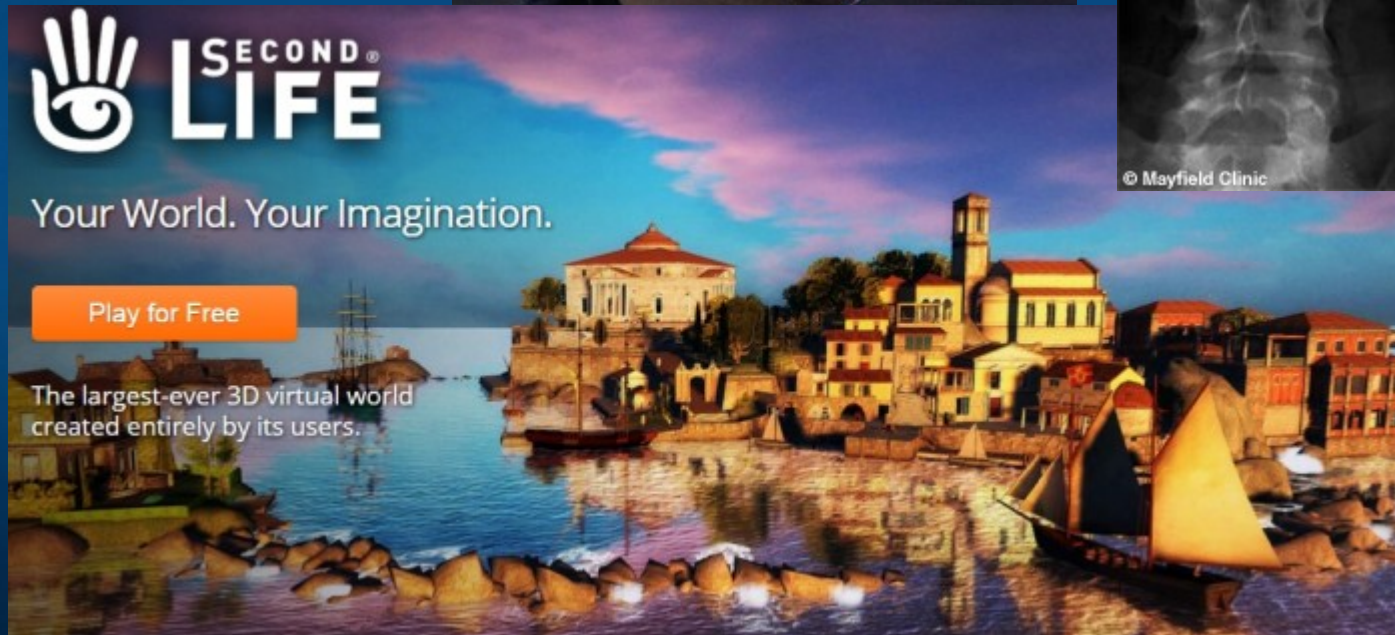 SECOND®
LIFE
© Mayfield Clinic
Your World. Your Imagination.
Play for Free
The largest-ever 3D virtual world
created entirely by its users.